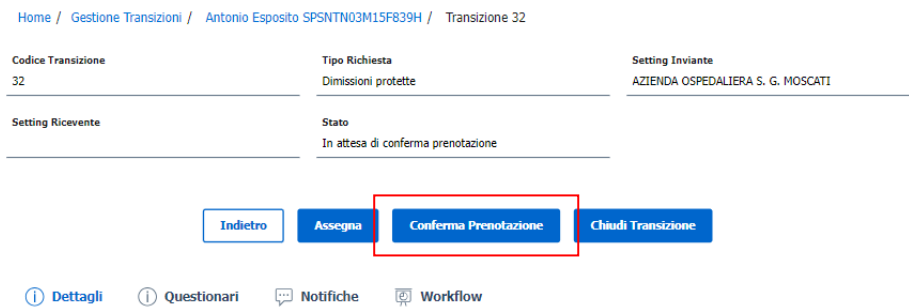 Home / Gestione Transizioni / Antonio Esposito SPSNTN03M15F839H / Transizione 32
Codice Transizione Tipo Richiesta Setting Inviante
32 Dimissioni protette AZIENDA OSPEDALIERA S. G. MOSCATI
Setting Ricevente Stato
In attesa di conferma prenotazione
Indietro Assegna Conferma Prenotazione Chiudi Transizione
Dettagli Questionari Notifiche Workflow